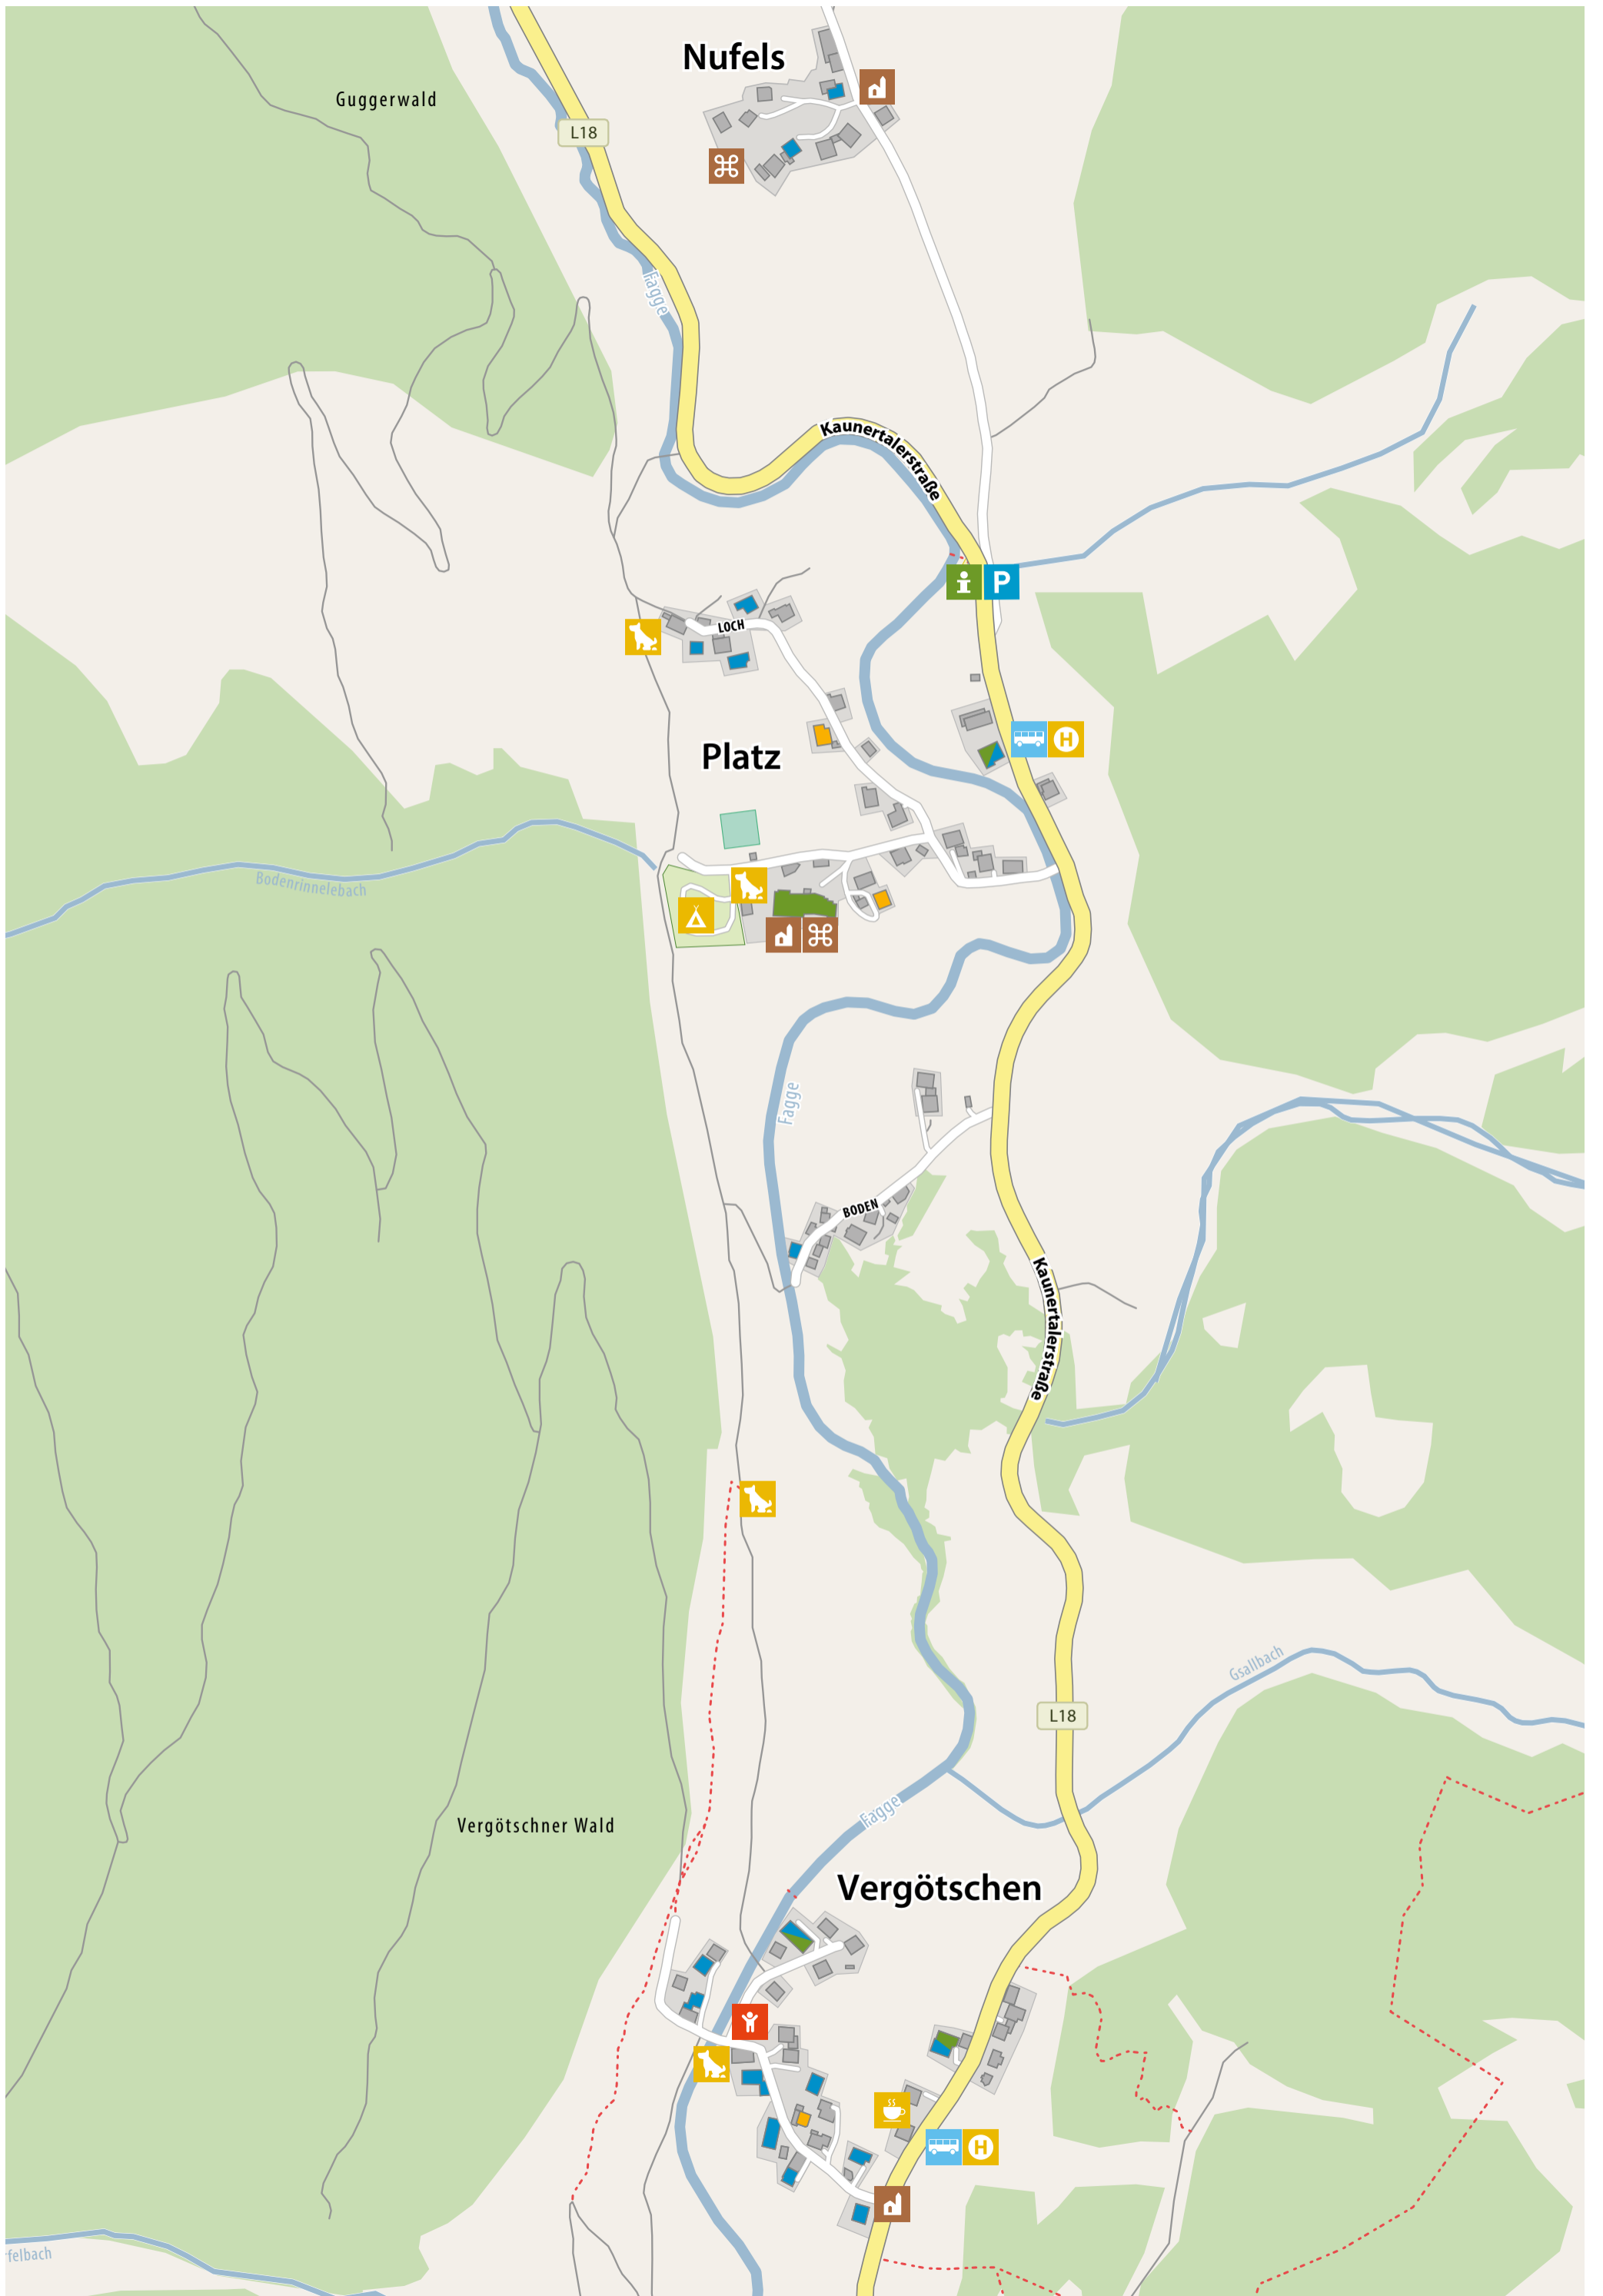 Nufels
Guggerwald
L18
Fagge
Kaunertalerstraße
P
LOCH
H
Platz
Bodenrinnelebach
Fagge
BODEN
Kaunertalerstraße
Gsallbach
L18
Fagge
Vergötschner Wald
Vergötschen
H
felbach